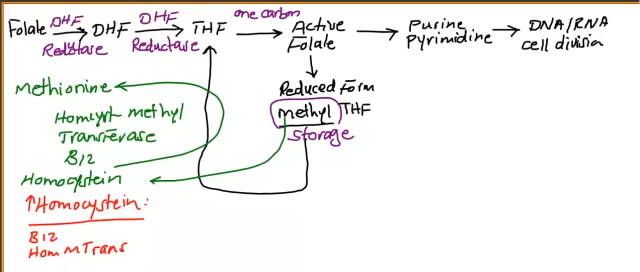 Folate DHF Reductase DHF DHF Reductase THF one carbon Active Folate Purine Pyrimidine DNA/RNA cell division
Reduced Form
methyl THF
storage
Methionine
Homcyst methyl
Transferase
B12
Homocystein
↑Homocystein:
B12
Hom M Trans